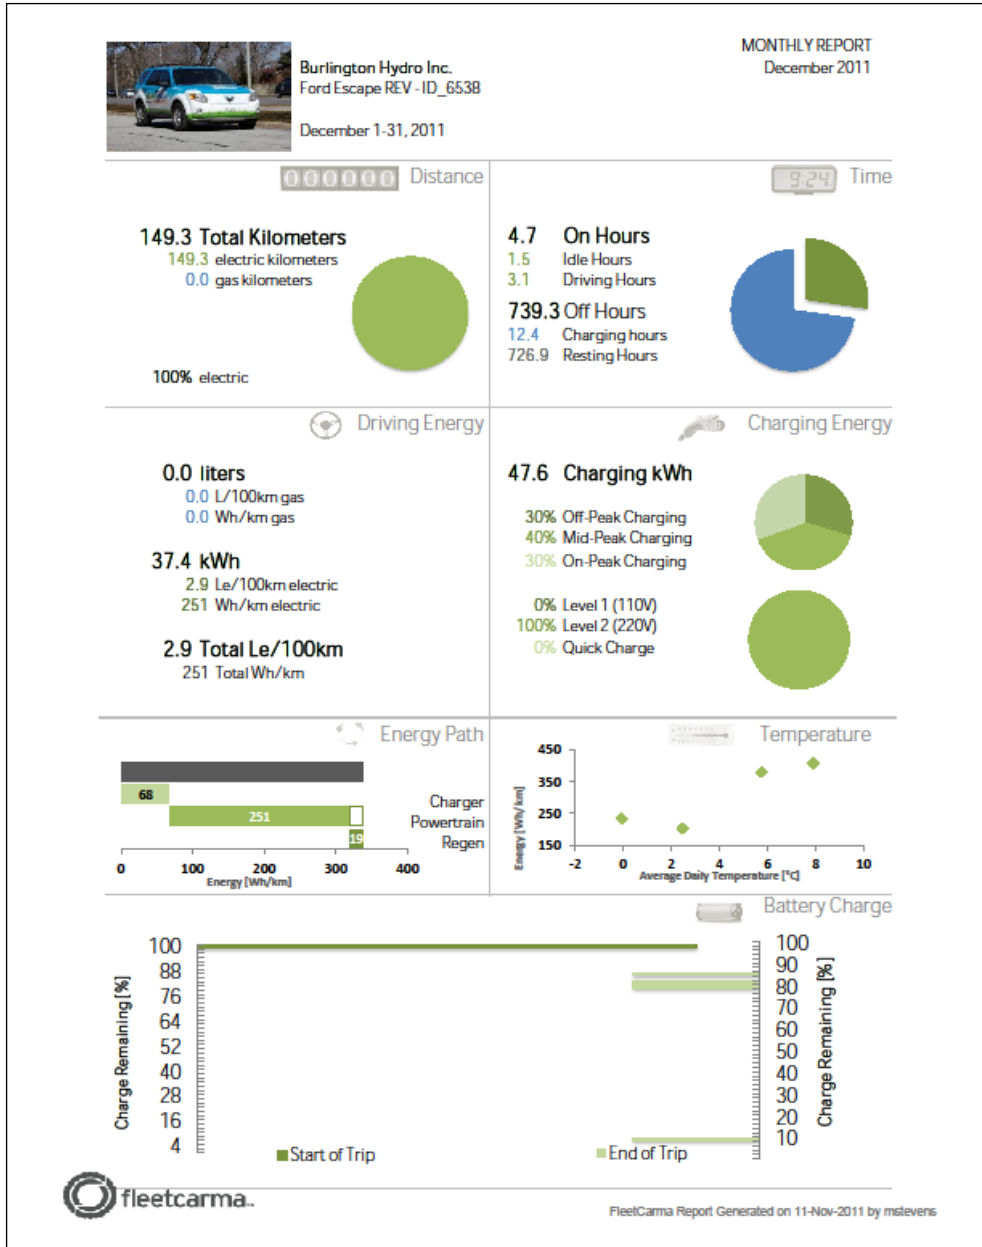 MONTHLY REPORT
December 2011
Burlington Hydro Inc.
Ford Escape REV - ID_6538
December 1-31, 2011
000000 Distance
149.3 Total Kilometers
149.3 electric kilometers
0.0 gas kilometers
100% electric
9:24 Time
4.7 On Hours
1.5 Idle Hours
3.1 Driving Hours
739.3 Off Hours
12.4 Charging hours
726.9 Resting Hours
Driving Energy
0.0 liters
0.0 L/100km gas
0.0 Wh/km gas
37.4 kWh
2.9 Le/100km electric
251 Wh/km electric
2.9 Total Le/100km
251 Total Wh/km
Charging Energy
47.6 Charging kWh
30% Off-Peak Charging
40% Mid-Peak Charging
30% On-Peak Charging
0% Level 1 (110V)
100% Level 2 (220V)
0% Quick Charge
Energy Path
68
251
19
Charger
Powertrain
Regen
0 100 200 300 400
Energy [Wh/km]
Temperature
Energy [Wh/km]
450
350
250
150
-2 0 2 4 6 8 10
Average Daily Temperature [°C]
Battery Charge
Charge Remaining [%]
100
88
76
64
52
40
28
16
4
Start of Trip
End of Trip
100
90
80
70
60
50
40
30
20
10
Charge Remaining [%]
fleetcarma™
FleetCarma Report Generated on 11-Nov-2011 by mstevens